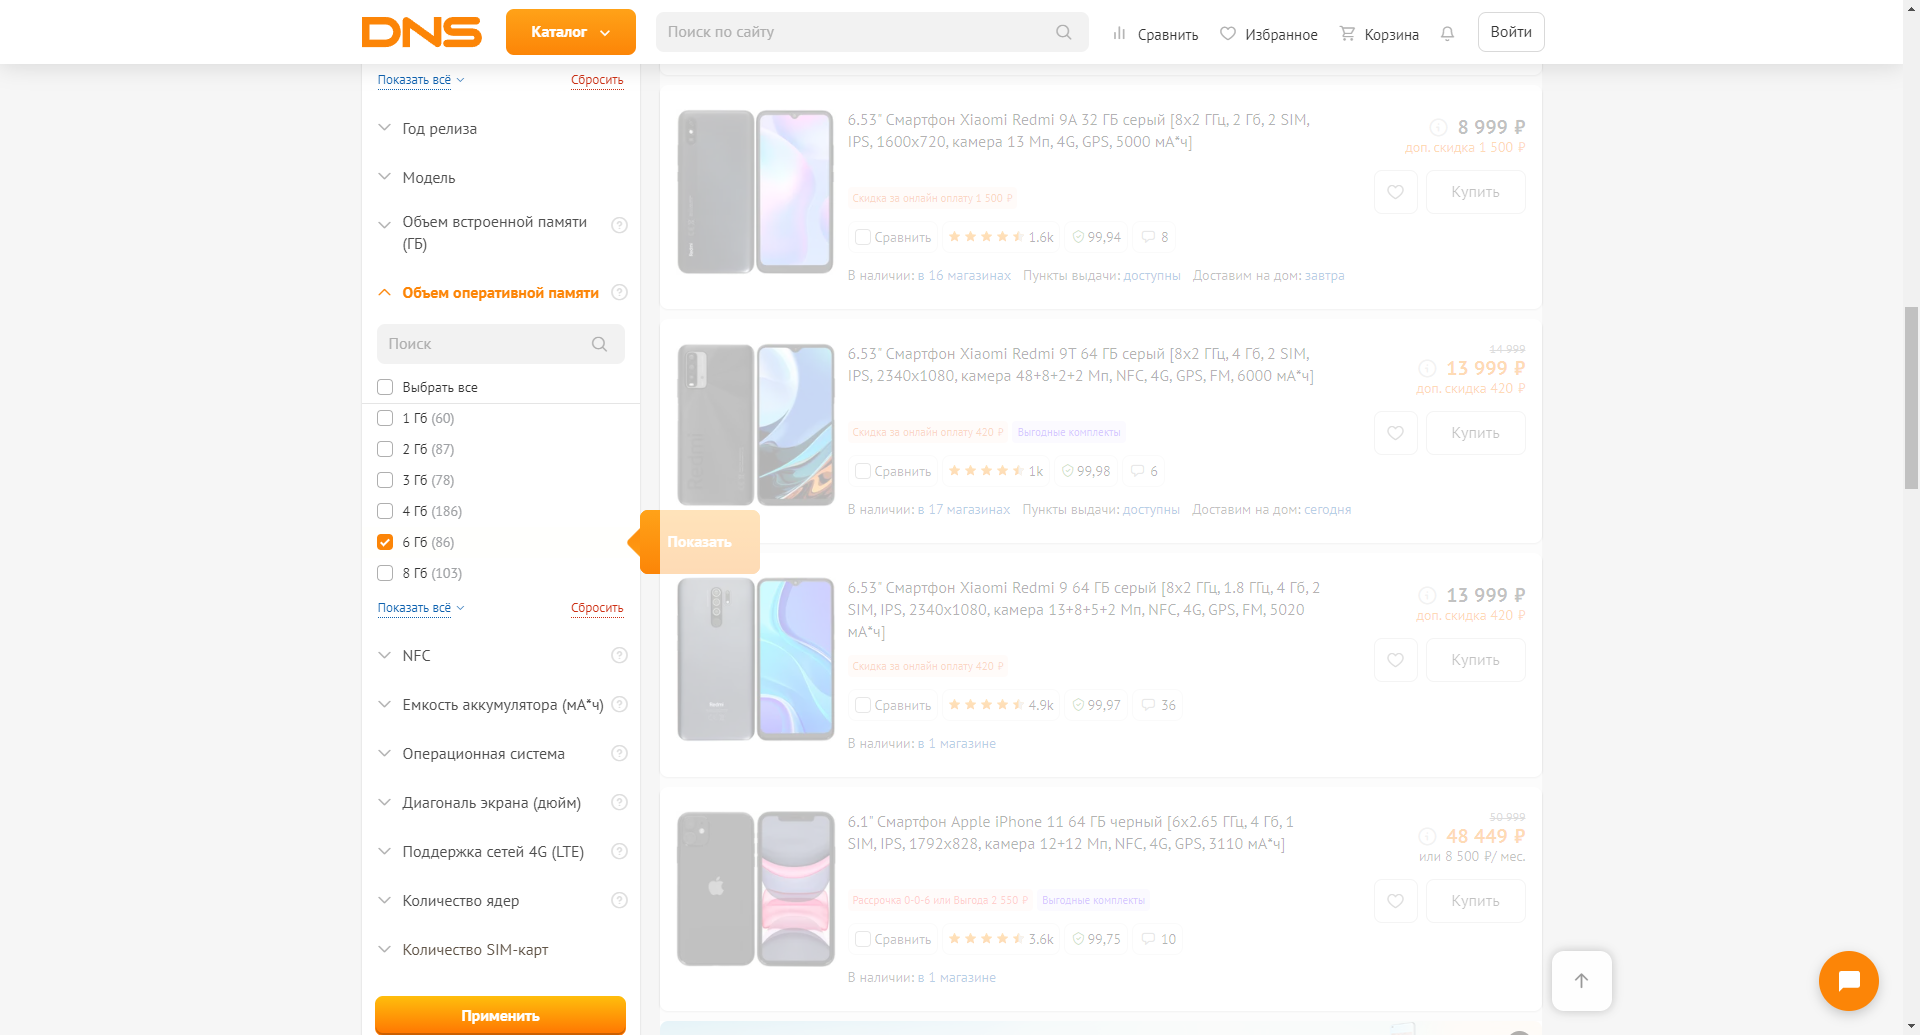 DNS
Каталог
Поиск по сайту
Сравнить
Избранное
Корзина
Войти
Показать всё
Сбросить
Год релиза
Модель
Объем встроенной памяти
(ГБ)
Объем оперативной памяти
Поиск
Выбрать все
1 Гб (60)
2 Гб (87)
3 Гб (78)
4 Гб (186)
6 Гб (86)
8 Гб (103)
Показать всё
Сбросить
NFC
Емкость аккумулятора (мА*ч)
Операционная система
Диагональ экрана (дюйм)
Поддержка сетей 4G (LTE)
Количество ядер
Количество SIM-карт
Применить
Показать
6.53" Смартфон Xiaomi Redmi 9A 32 ГБ серый [8x2 ГГц, 2 Гб, 2 SIM,
IPS, 1600x720, камера 13 Мп, 4G, GPS, 5000 мА*ч]
8 999 ₽
доп. скидка 1 500 ₽
Купить
Скидка за онлайн оплату 1 500 ₽
Сравнить 1.6k 99,94 8
В наличии: в 16 магазинах Пункты выдачи: доступны Доставим на дом: завтра
6.53" Смартфон Xiaomi Redmi 9T 64 ГБ серый [8x2 ГГц, 4 Гб, 2 SIM,
IPS, 2340x1080, камера 48+8+2+2 Мп, NFC, 4G, GPS, FM, 6000 мА*ч]
14 999
13 999 ₽
доп. скидка 420 ₽
Купить
Скидка за онлайн оплату 420 ₽ Выгодные комплекты
Сравнить 1k 99,98 6
В наличии: в 17 магазинах Пункты выдачи: доступны Доставим на дом: сегодня
6.53" Смартфон Xiaomi Redmi 9 64 ГБ серый [8x2 ГГц, 1.8 ГГц, 4 Гб, 2
SIM, IPS, 2340x1080, камера 13+8+5+2 Мп, NFC, 4G, GPS, FM, 5020
мА*ч]
13 999 ₽
доп. скидка 420 ₽
Купить
Скидка за онлайн оплату 420 ₽
Сравнить 4.9k 99,97 36
В наличии: в 1 магазине
6.1" Смартфон Apple iPhone 11 64 ГБ черный [6x2.65 ГГц, 4 Гб, 1
SIM, IPS, 1792x828, камера 12+12 Мп, NFC, 4G, GPS, 3110 мА*ч]
50 999
48 449 ₽
или 8 500 ₽/ мес.
Купить
Рассрочка 0-0-6 или Выгода 2 550 ₽ Выгодные комплекты
Сравнить 3.6k 99,75 10
В наличии: в 1 магазине